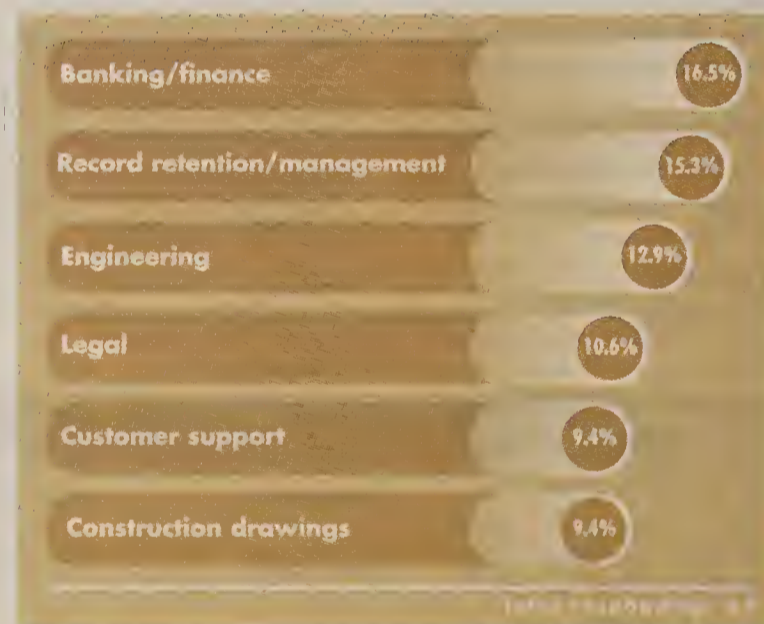 Banking/finance 16.5%
Record retention/management 15.3%
Engineering 12.9%
Legal 10.6%
Customer support 9.4%
Construction drawings 9.4%